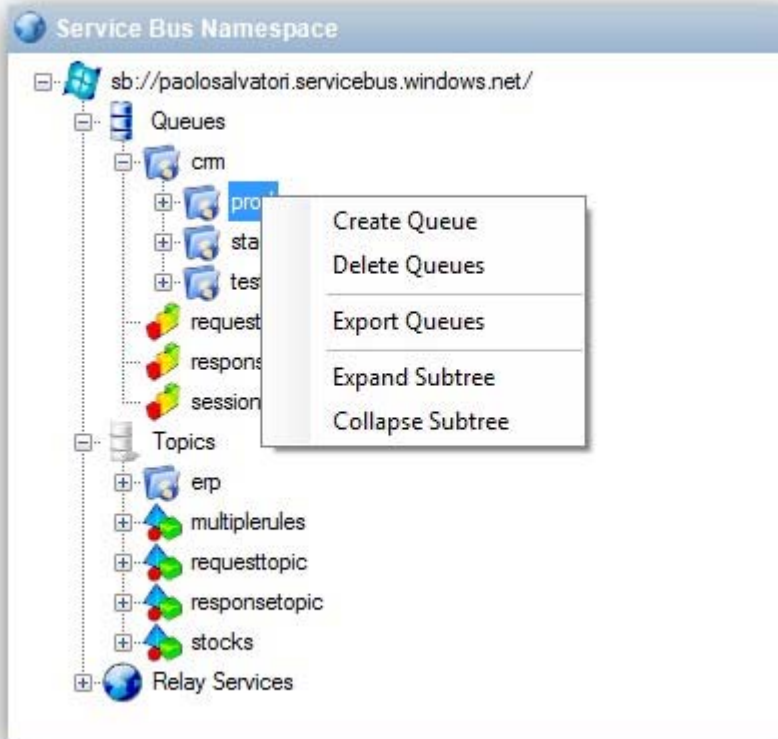 Service Bus Namespace
sb://paolosalvatori.servicebus.windows.net/
Queues
crm
Create Queue
Delete Queues
Export Queues
Expand Subtree
Collapse Subtree
Topics
erp
multiplerules
requesttopic
responsetopic
stocks
Relay Services